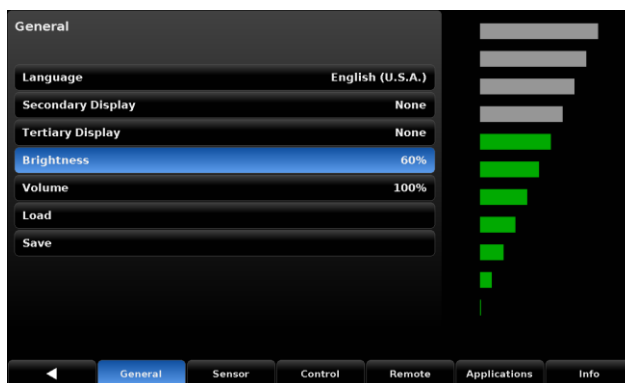 General
Language English (U.S.A.)
Secondary Display None
Tertiary Display None
Brightness 60%
Volume 100%
Load
Save
General Sensor Control Remote Applications Info